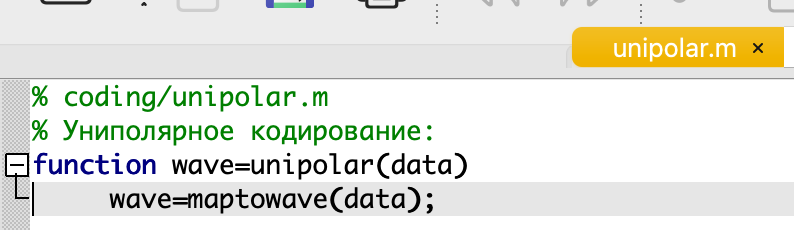 unipolar.m ×
% coding/unipolar.m
% Униполярное кодирование:
function wave=unipolar(data)
wave=maptowave(data);